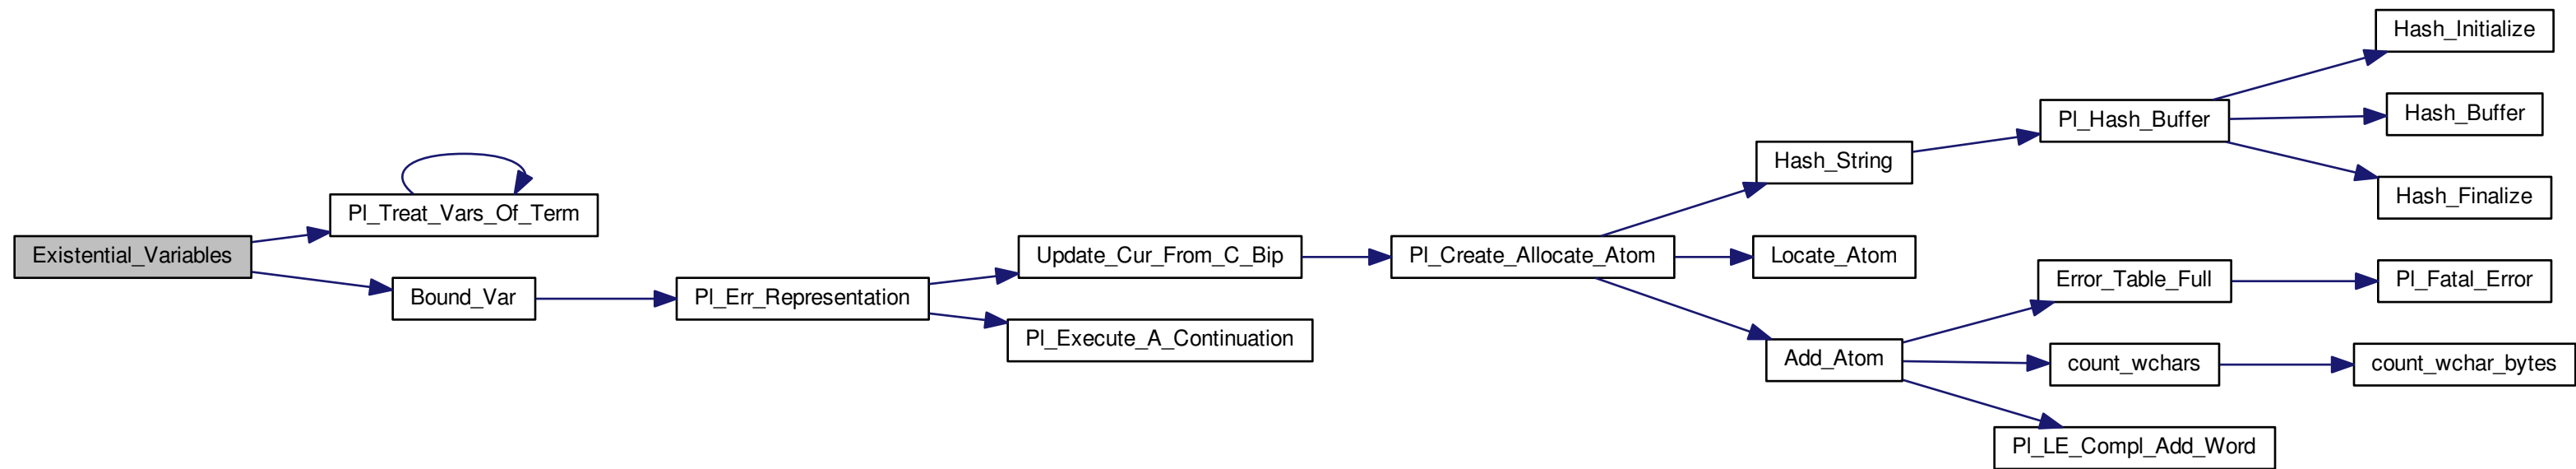 Existential_Variables
Pl_Treat_Vars_Of_Term
Bound_Var
Pl_Err_Representation
Update_Cur_From_C_Bip
Pl_Execute_A_Continuation
Pl_Create_Allocate_Atom
Hash_String
Locate_Atom
Add_Atom
Pl_Hash_Buffer
Error_Table_Full
count_wchars
Pl_LE_Compl_Add_Word
Hash_Initialize
Hash_Buffer
Hash_Finalize
Pl_Fatal_Error
count_wchar_bytes